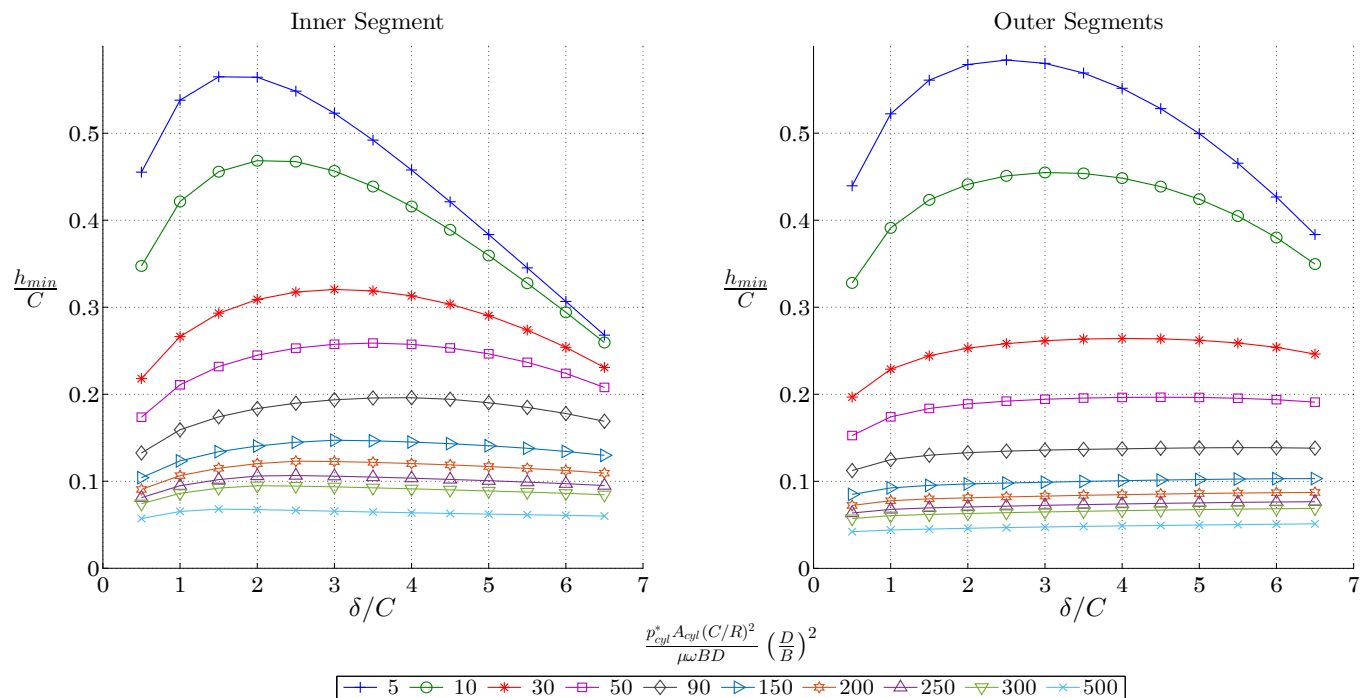 Inner Segment
0.5
0.4
0.3
0.2
0.1
0
h_min/C
0 1 2 3 4 5 6 7
δ/C
Outer Segments
0.5
0.4
0.3
0.2
0.1
0
h_min/C
0 1 2 3 4 5 6 7
δ/C
p*_cyl A_cyl (C/R)² / μωBD (D/B)²
5 10 30 50 90 150 200 250 300 500